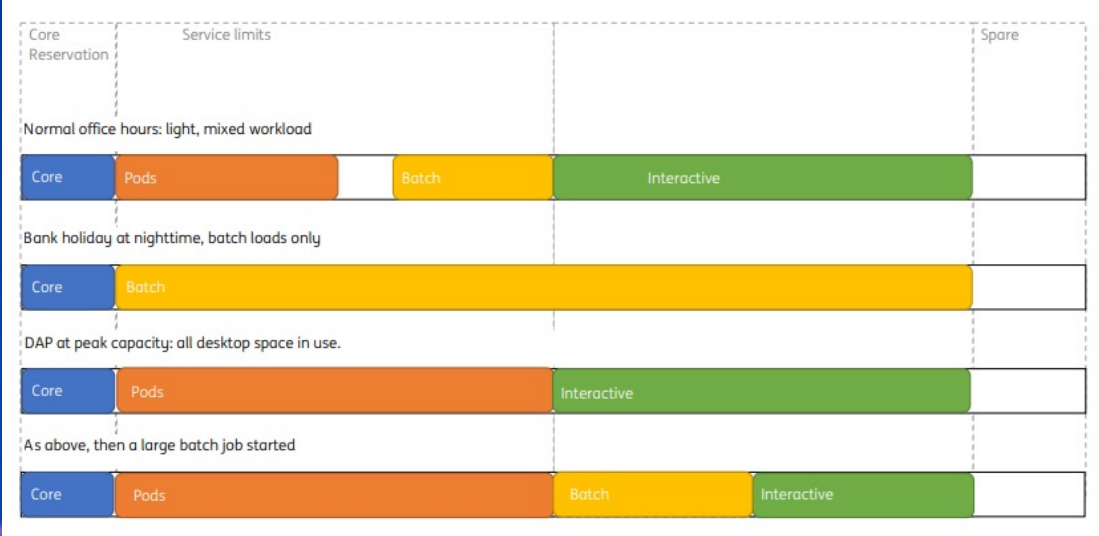 Core
Reservation
Service limits
Spare
Normal office hours: light, mixed workload
Core
Pods
Batch
Interactive
Bank holiday at nighttime, batch loads only
Core
Batch
DAP at peak capacity: all desktop space in use.
Core
Pods
Interactive
As above, then a large batch job started
Core
Pods
Batch
Interactive